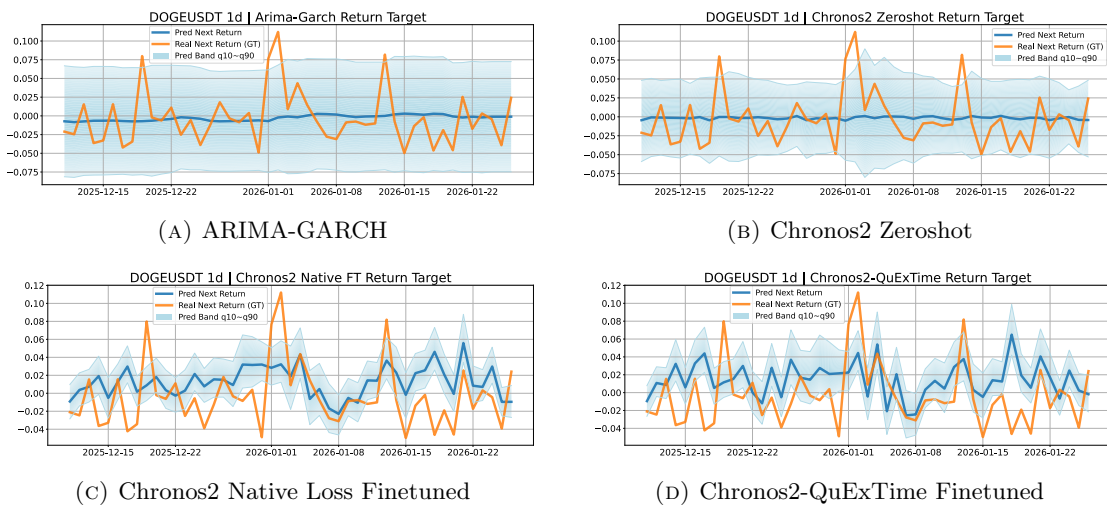 DOGEUSDT 1d | Arima-Garch Return Target
Pred Next Return
Real Next Return (GT)
Pred Band q10~q90
0.100
0.075
0.050
0.025
0.000
−0.025
−0.050
−0.075
2025-12-15
2025-12-22
2026-01-01
2026-01-08
2026-01-15
2026-01-22
(A) ARIMA-GARCH
DOGEUSDT 1d | Chronos2 Zeroshot Return Target
Pred Next Return
Real Next Return (GT)
Pred Band q10~q90
0.100
0.075
0.050
0.025
0.000
−0.025
−0.050
−0.075
2025-12-15
2025-12-22
2026-01-01
2026-01-08
2026-01-15
2026-01-22
(B) Chronos2 Zeroshot
DOGEUSDT 1d | Chronos2 Native FT Return Target
Pred Next Return
Real Next Return (GT)
Pred Band q10~q90
0.12
0.10
0.08
0.06
0.04
0.02
0.00
−0.02
−0.04
2025-12-15
2025-12-22
2026-01-01
2026-01-08
2026-01-15
2026-01-22
(C) Chronos2 Native Loss Finetuned
DOGEUSDT 1d | Chronos2-QuExTime Return Target
Pred Next Return
Real Next Return (GT)
Pred Band q10~q90
0.12
0.10
0.08
0.06
0.04
0.02
0.00
−0.02
−0.04
2025-12-15
2025-12-22
2026-01-01
2026-01-08
2026-01-15
2026-01-22
(D) Chronos2-QuExTime Finetuned